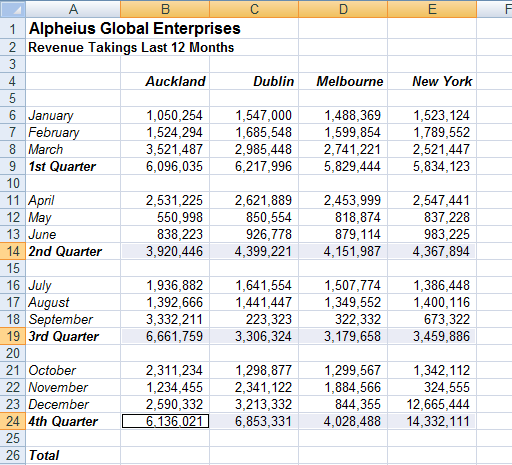 A B C D E F
1 Alpheius Global Enterprises
2 Revenue Takings Last 12 Months
3
4 Auckland Dublin Melbourne New York
5
6 January 1,050,254 1,547,000 1,488,369 1,523,124
7 February 1,524,294 1,685,548 1,599,854 1,789,552
8 March 3,521,487 2,985,448 2,741,221 2,521,447
9 1st Quarter 6,096,035 6,217,996 5,829,444 5,834,123
10
11 April 2,531,225 2,621,889 2,453,999 2,547,441
12 May 550,998 850,554 818,874 837,228
13 June 838,223 926,778 879,114 983,225
14 2nd Quarter 3,920,446 4,399,221 4,151,987 4,367,894
15
16 July 1,936,882 1,641,554 1,507,774 1,386,448
17 August 1,392,666 1,441,447 1,349,552 1,400,116
18 September 3,332,211 223,323 322,332 673,322
19 3rd Quarter 6,661,759 3,306,324 3,179,658 3,459,886
20
21 October 2,311,234 1,298,877 1,299,567 1,342,112
22 November 1,234,455 2,341,122 1,884,566 324,555
23 December 2,590,332 3,213,332 844,355 12,665,444
24 4th Quarter 6,136,021 6,853,331 4,028,488 14,332,111
25
26 Total